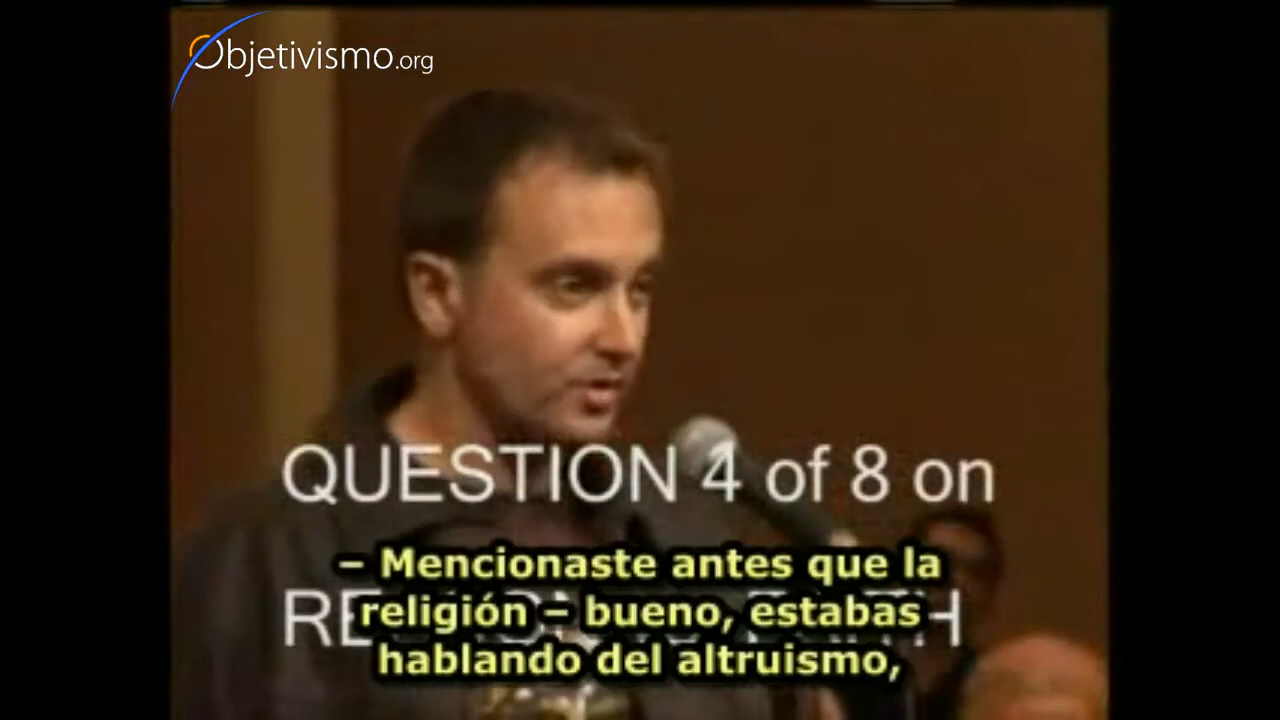 Objetivismo.org
QUESTION 4 of 8 on
– Mencionaste antes que la
religión – bueno, estabas
hablando del altruismo,